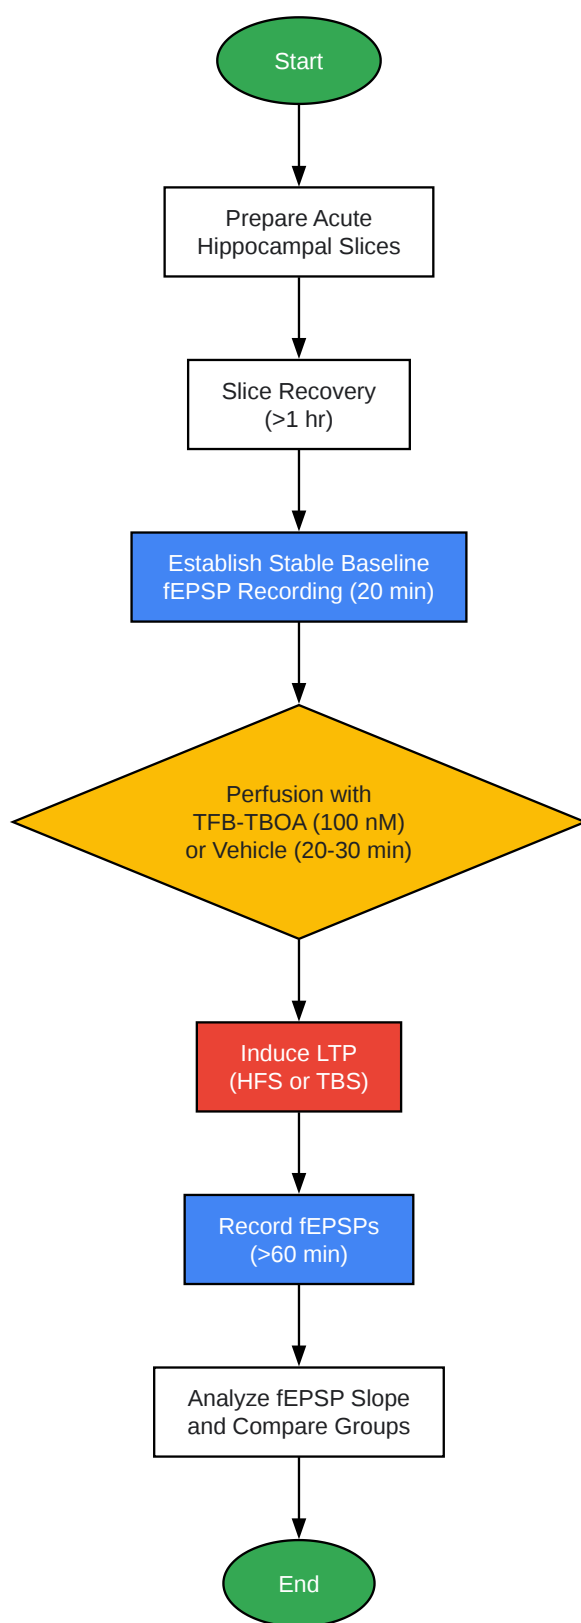 Start
Prepare Acute
Hippocampal Slices
Slice Recovery
(>1 hr)
Establish Stable Baseline
fEPSP Recording (20 min)
Perfusion with
TFB-TBOA (100 nM)
or Vehicle (20-30 min)
Induce LTP
(HFS or TBS)
Record fEPSPs
(>60 min)
Analyze fEPSP Slope
and Compare Groups
End